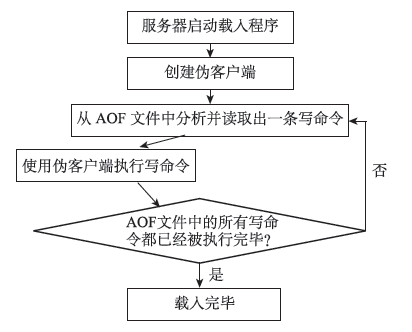 服务器启动载入程序
创建伪客户端
从 AOF 文件中分析并读取出一条写命令
使用伪客户端执行写命令
否
AOF文件中的所有写命
令都已经被执行完毕?
是
载入完毕